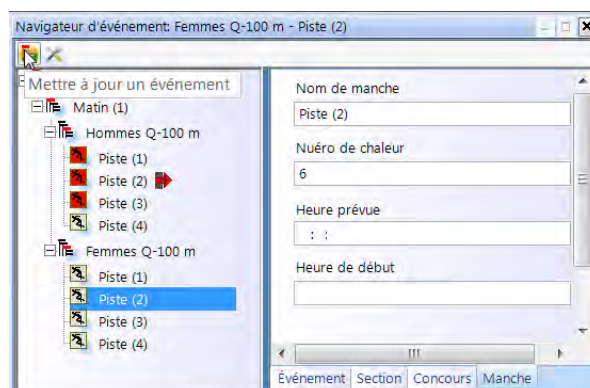 Navigateur d'événement: Femmes Q-100 m - Piste (2)
Mettre à jour un événement
Matin (1)
Hommes Q-100 m
Piste (1)
Piste (2)
Piste (3)
Piste (4)
Femmes Q-100 m
Piste (1)
Piste (2)
Piste (3)
Piste (4)
Nom de manche
Piste (2)
Nuéro de chaleur
6
Heure prévue
: :
Heure de début
Événement Section Concours Manche